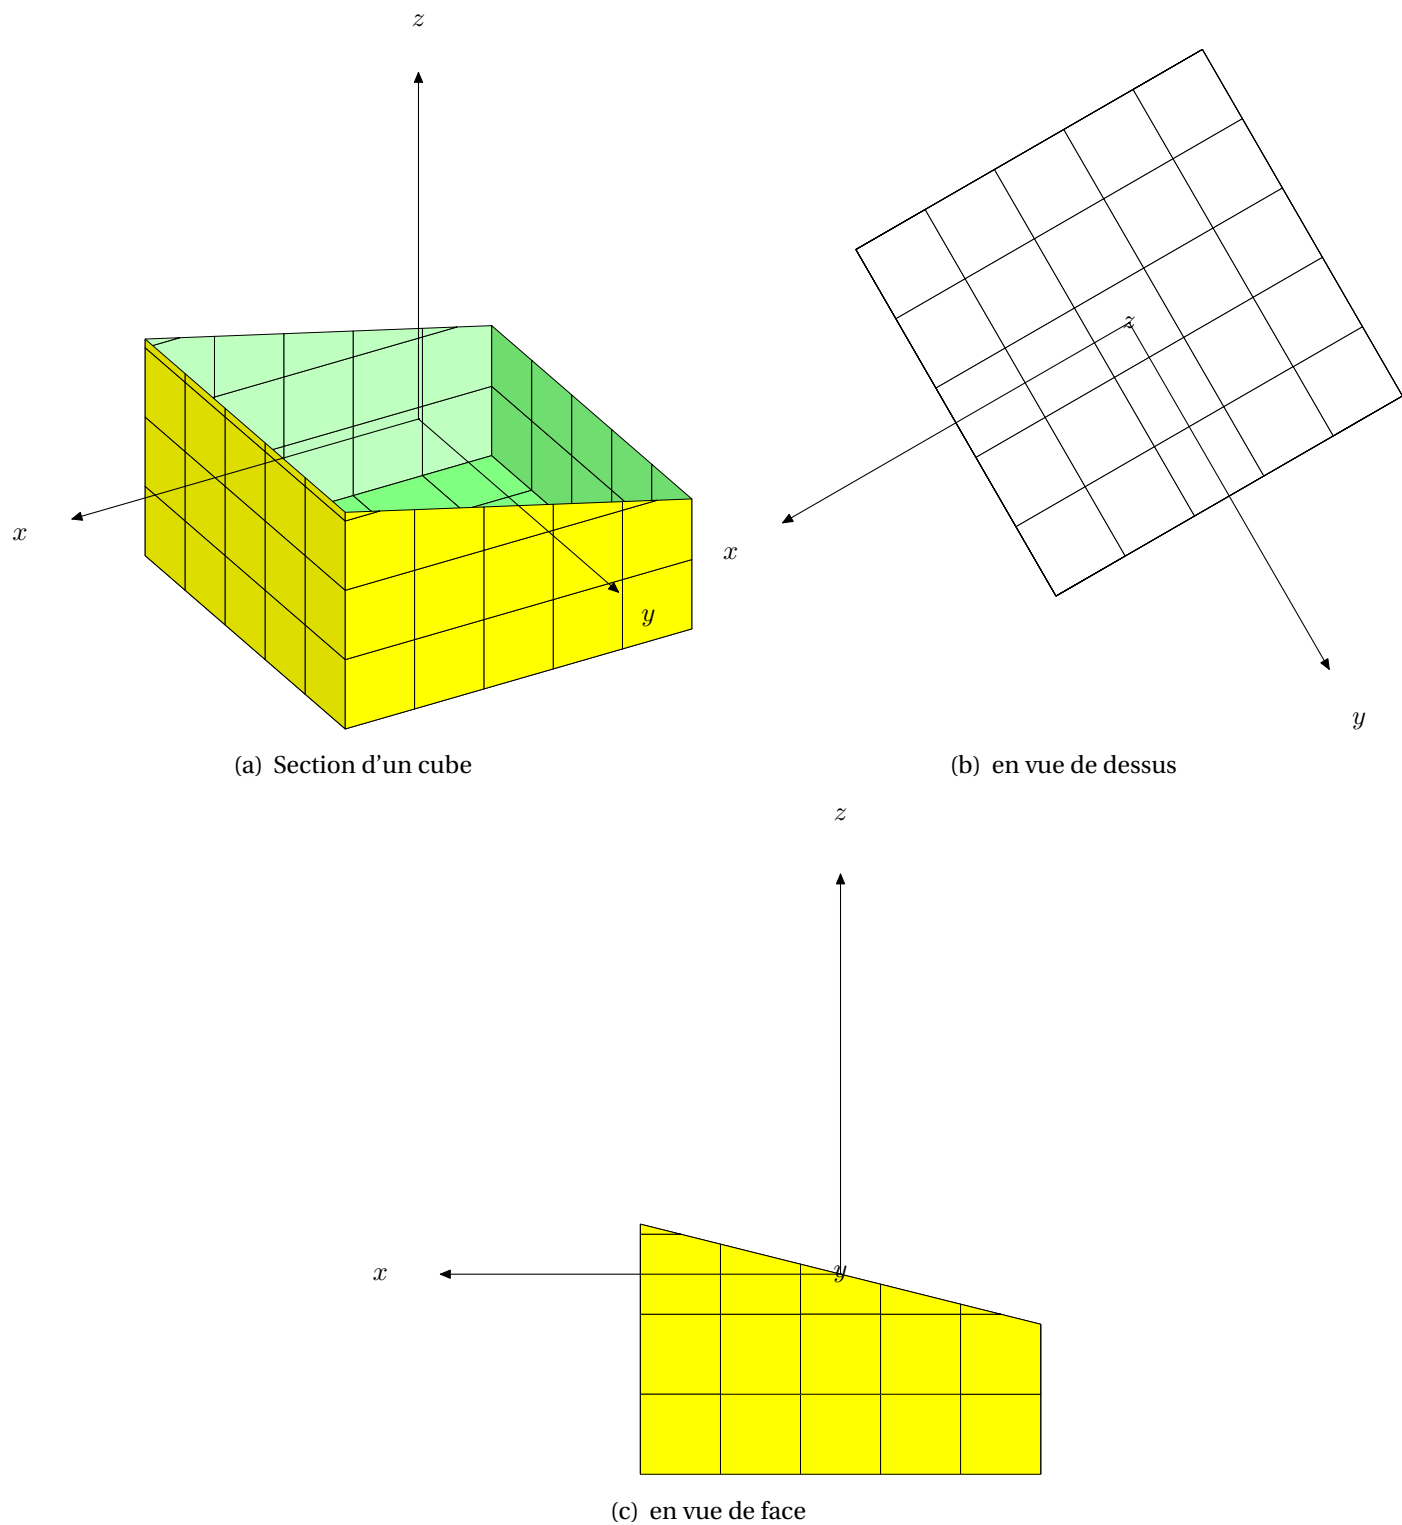 z
x
y
(a) Section d'un cube
z
x
y
(b) en vue de dessus
z
x
y
(c) en vue de face